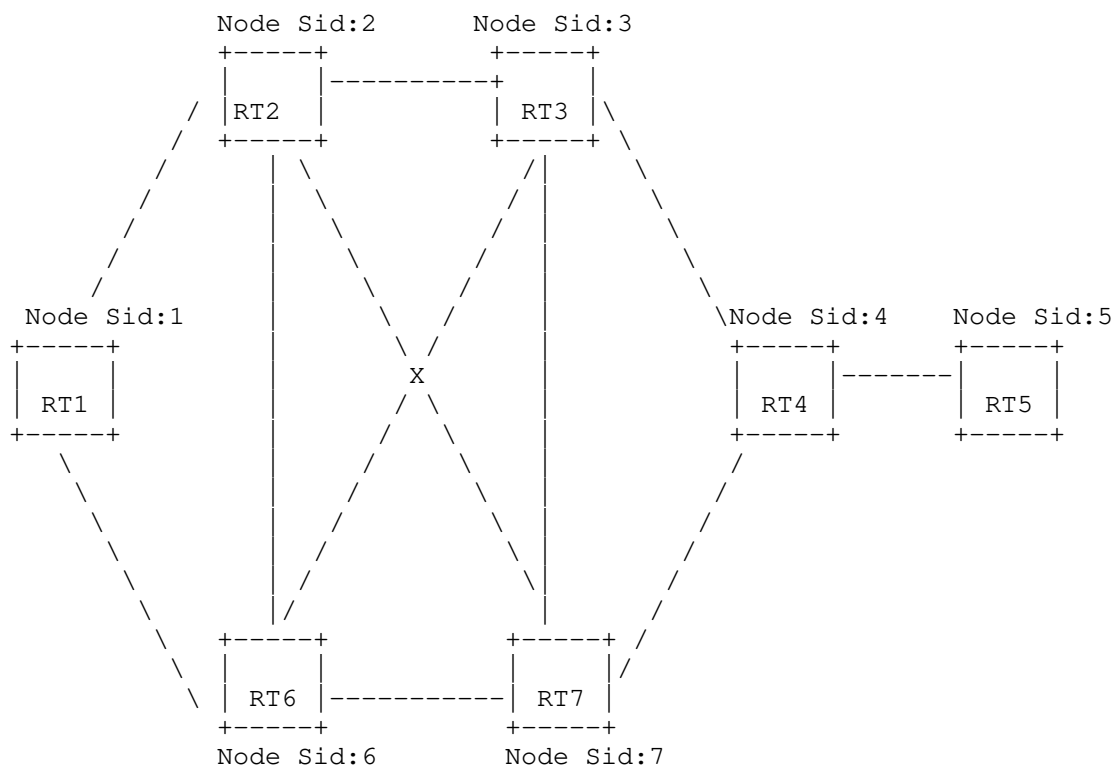 Node Sid:2 Node Sid:3
RT2 RT3
Node Sid:1 Node Sid:4 Node Sid:5
X
RT1 RT4 RT5
RT6 RT7
Node Sid:6 Node Sid:7